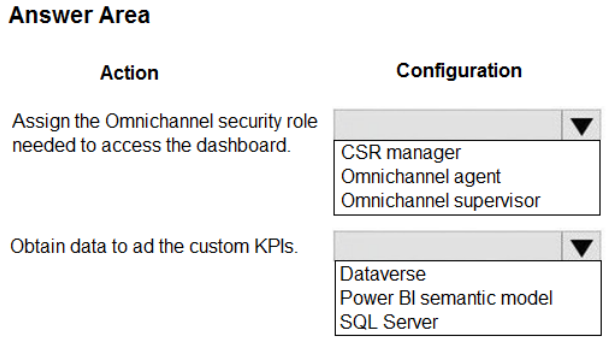 Answer Area
Action Configuration
Assign the Omnichannel security role
needed to access the dashboard.
CSR manager
Omnichannel agent
Omnichannel supervisor
Obtain data to ad the custom KPIs.
Dataverse
Power BI semantic model
SQL Server